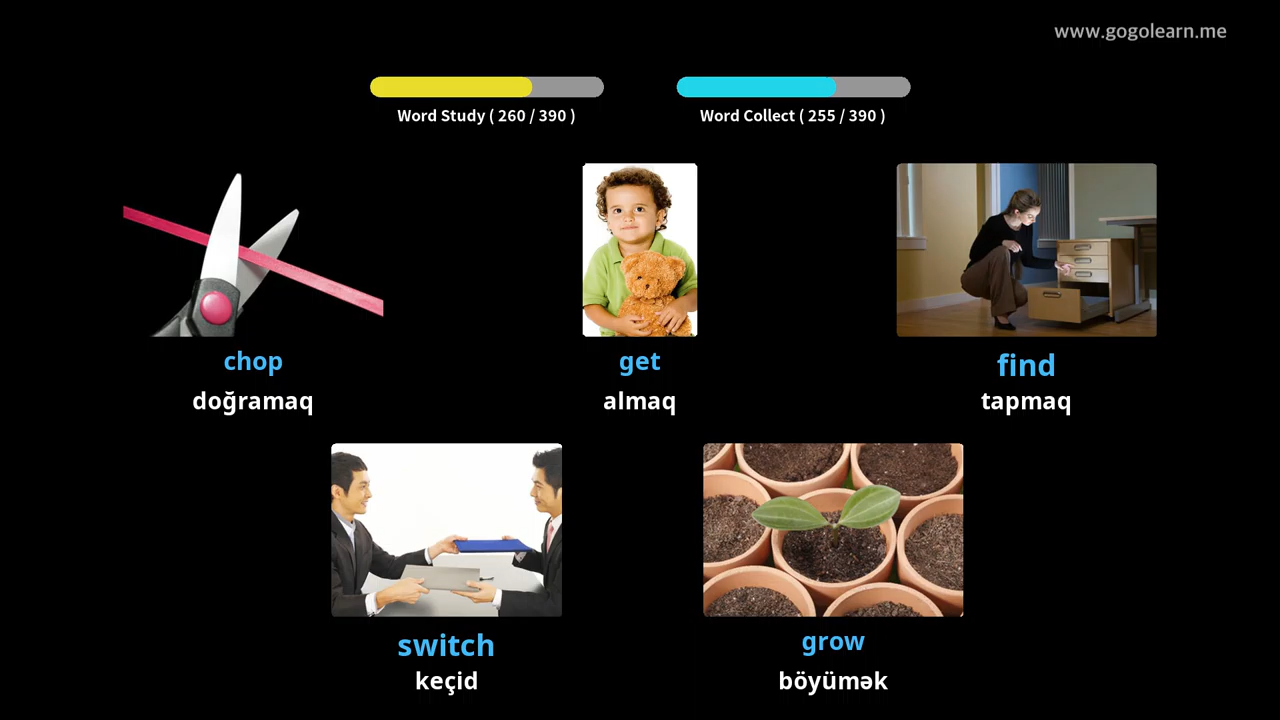 www.gogolearn.me
Word Study ( 260 / 390 )
Word Collect ( 255 / 390 )
chop
doğramaq
get
almaq
find
tapmaq
switch
keçid
grow
böyümək